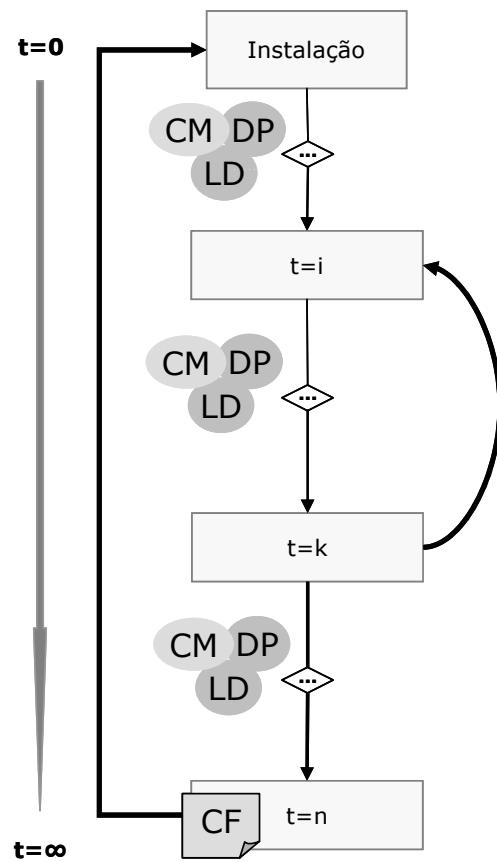 t=0
Instalação
CM DP
...
LD
t=i
CM DP
...
LD
t=k
CM DP
...
LD
CF
t=n
t=∞